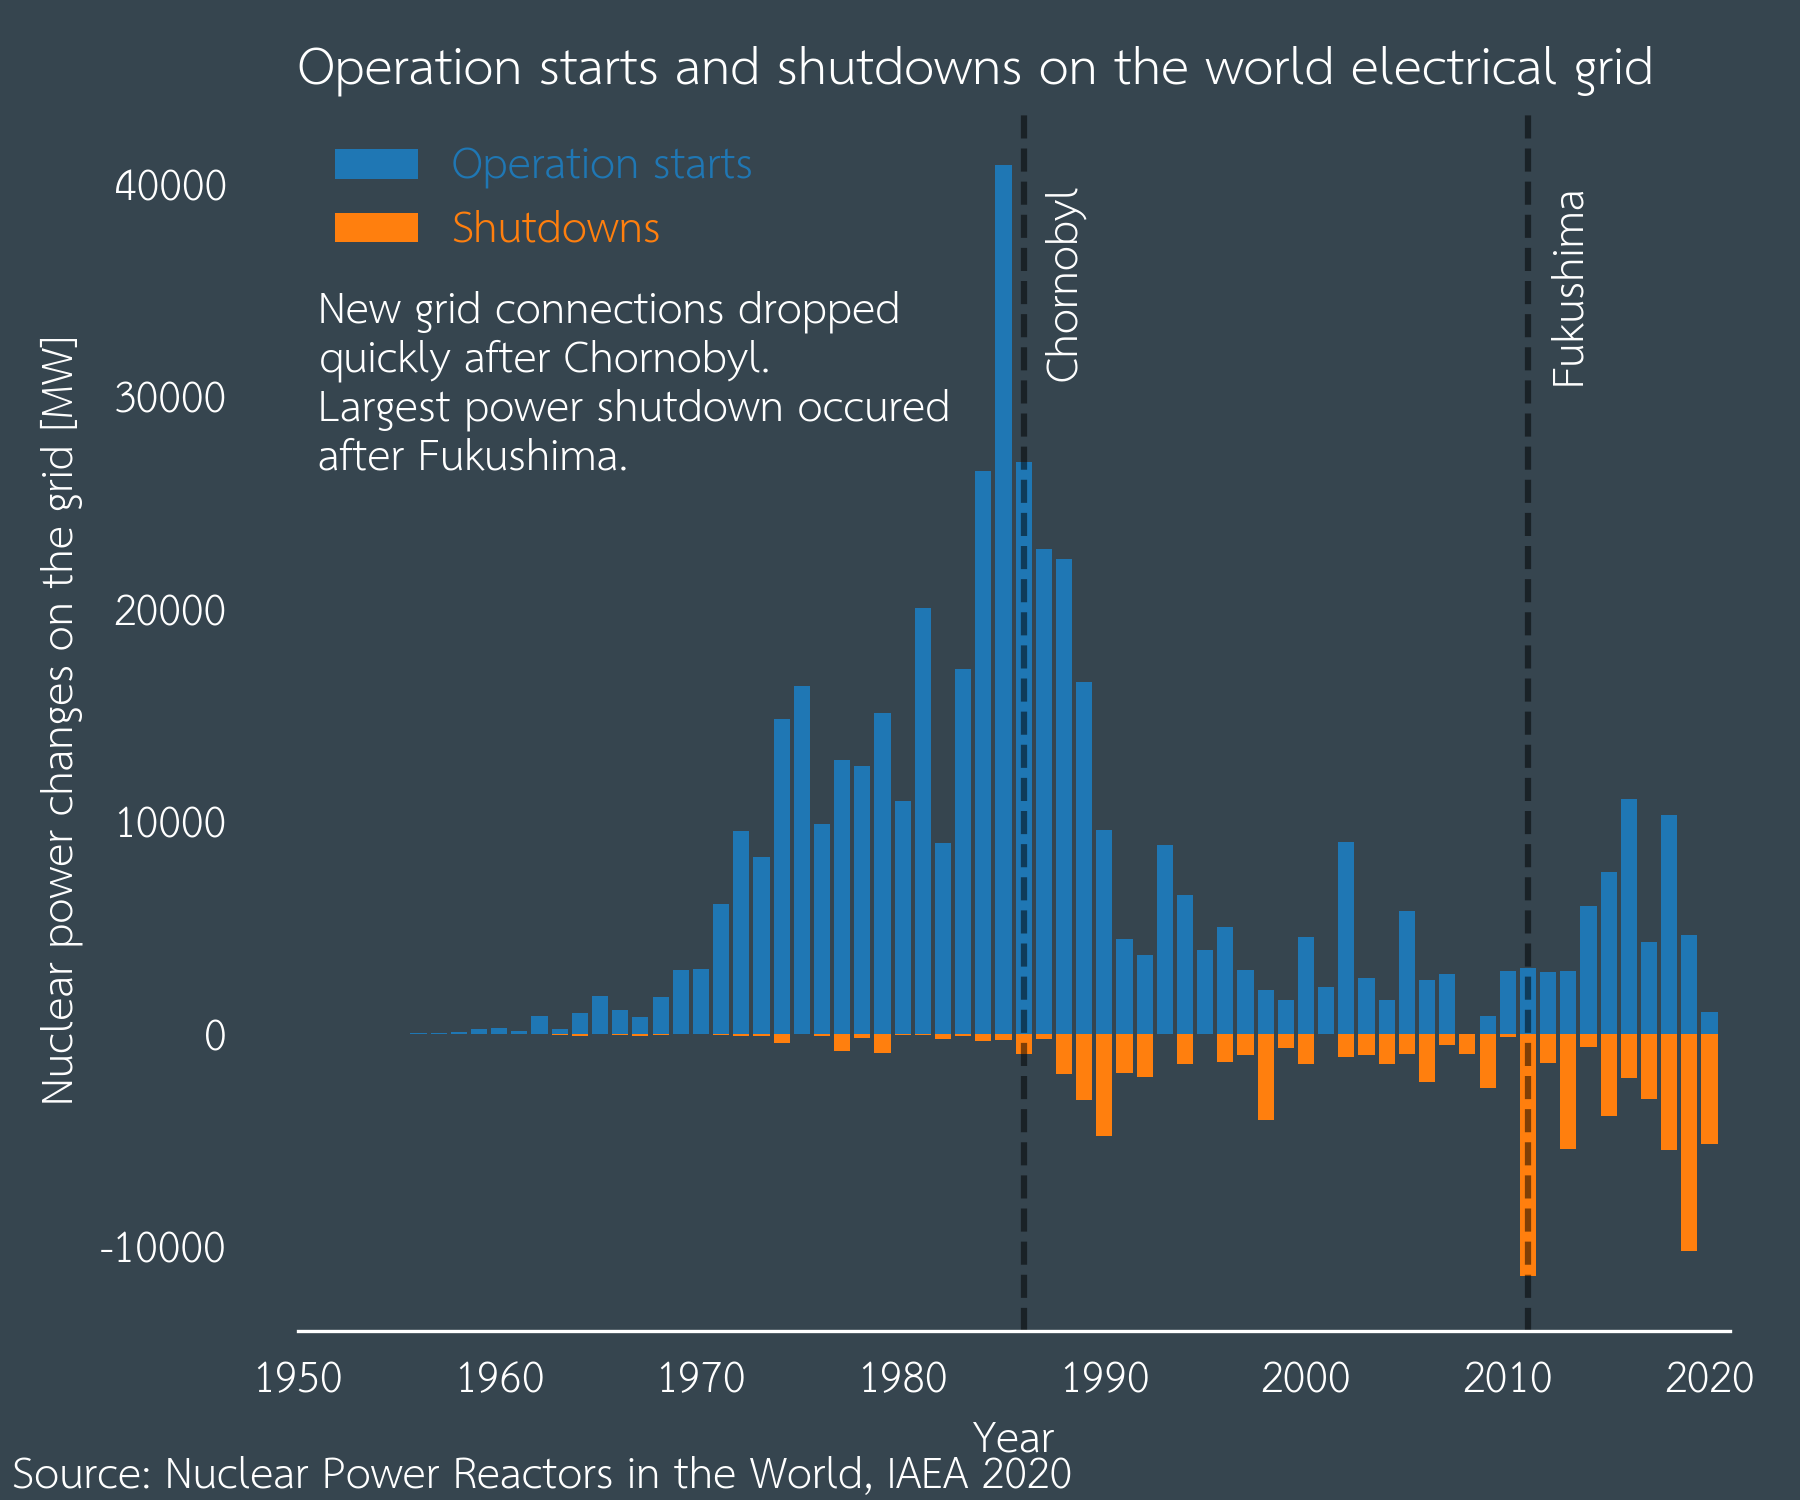 Operation starts and shutdowns on the world electrical grid
Operation starts
Shutdowns
New grid connections dropped
quickly after Chornobyl.
Largest power shutdown occured
after Fukushima.
Chornobyl
Fukushima
Nuclear power changes on the grid [MW]
40000
30000
20000
10000
0
-10000
1950 1960 1970 1980 1990 2000 2010 2020
Year
Source: Nuclear Power Reactors in the World, IAEA 2020